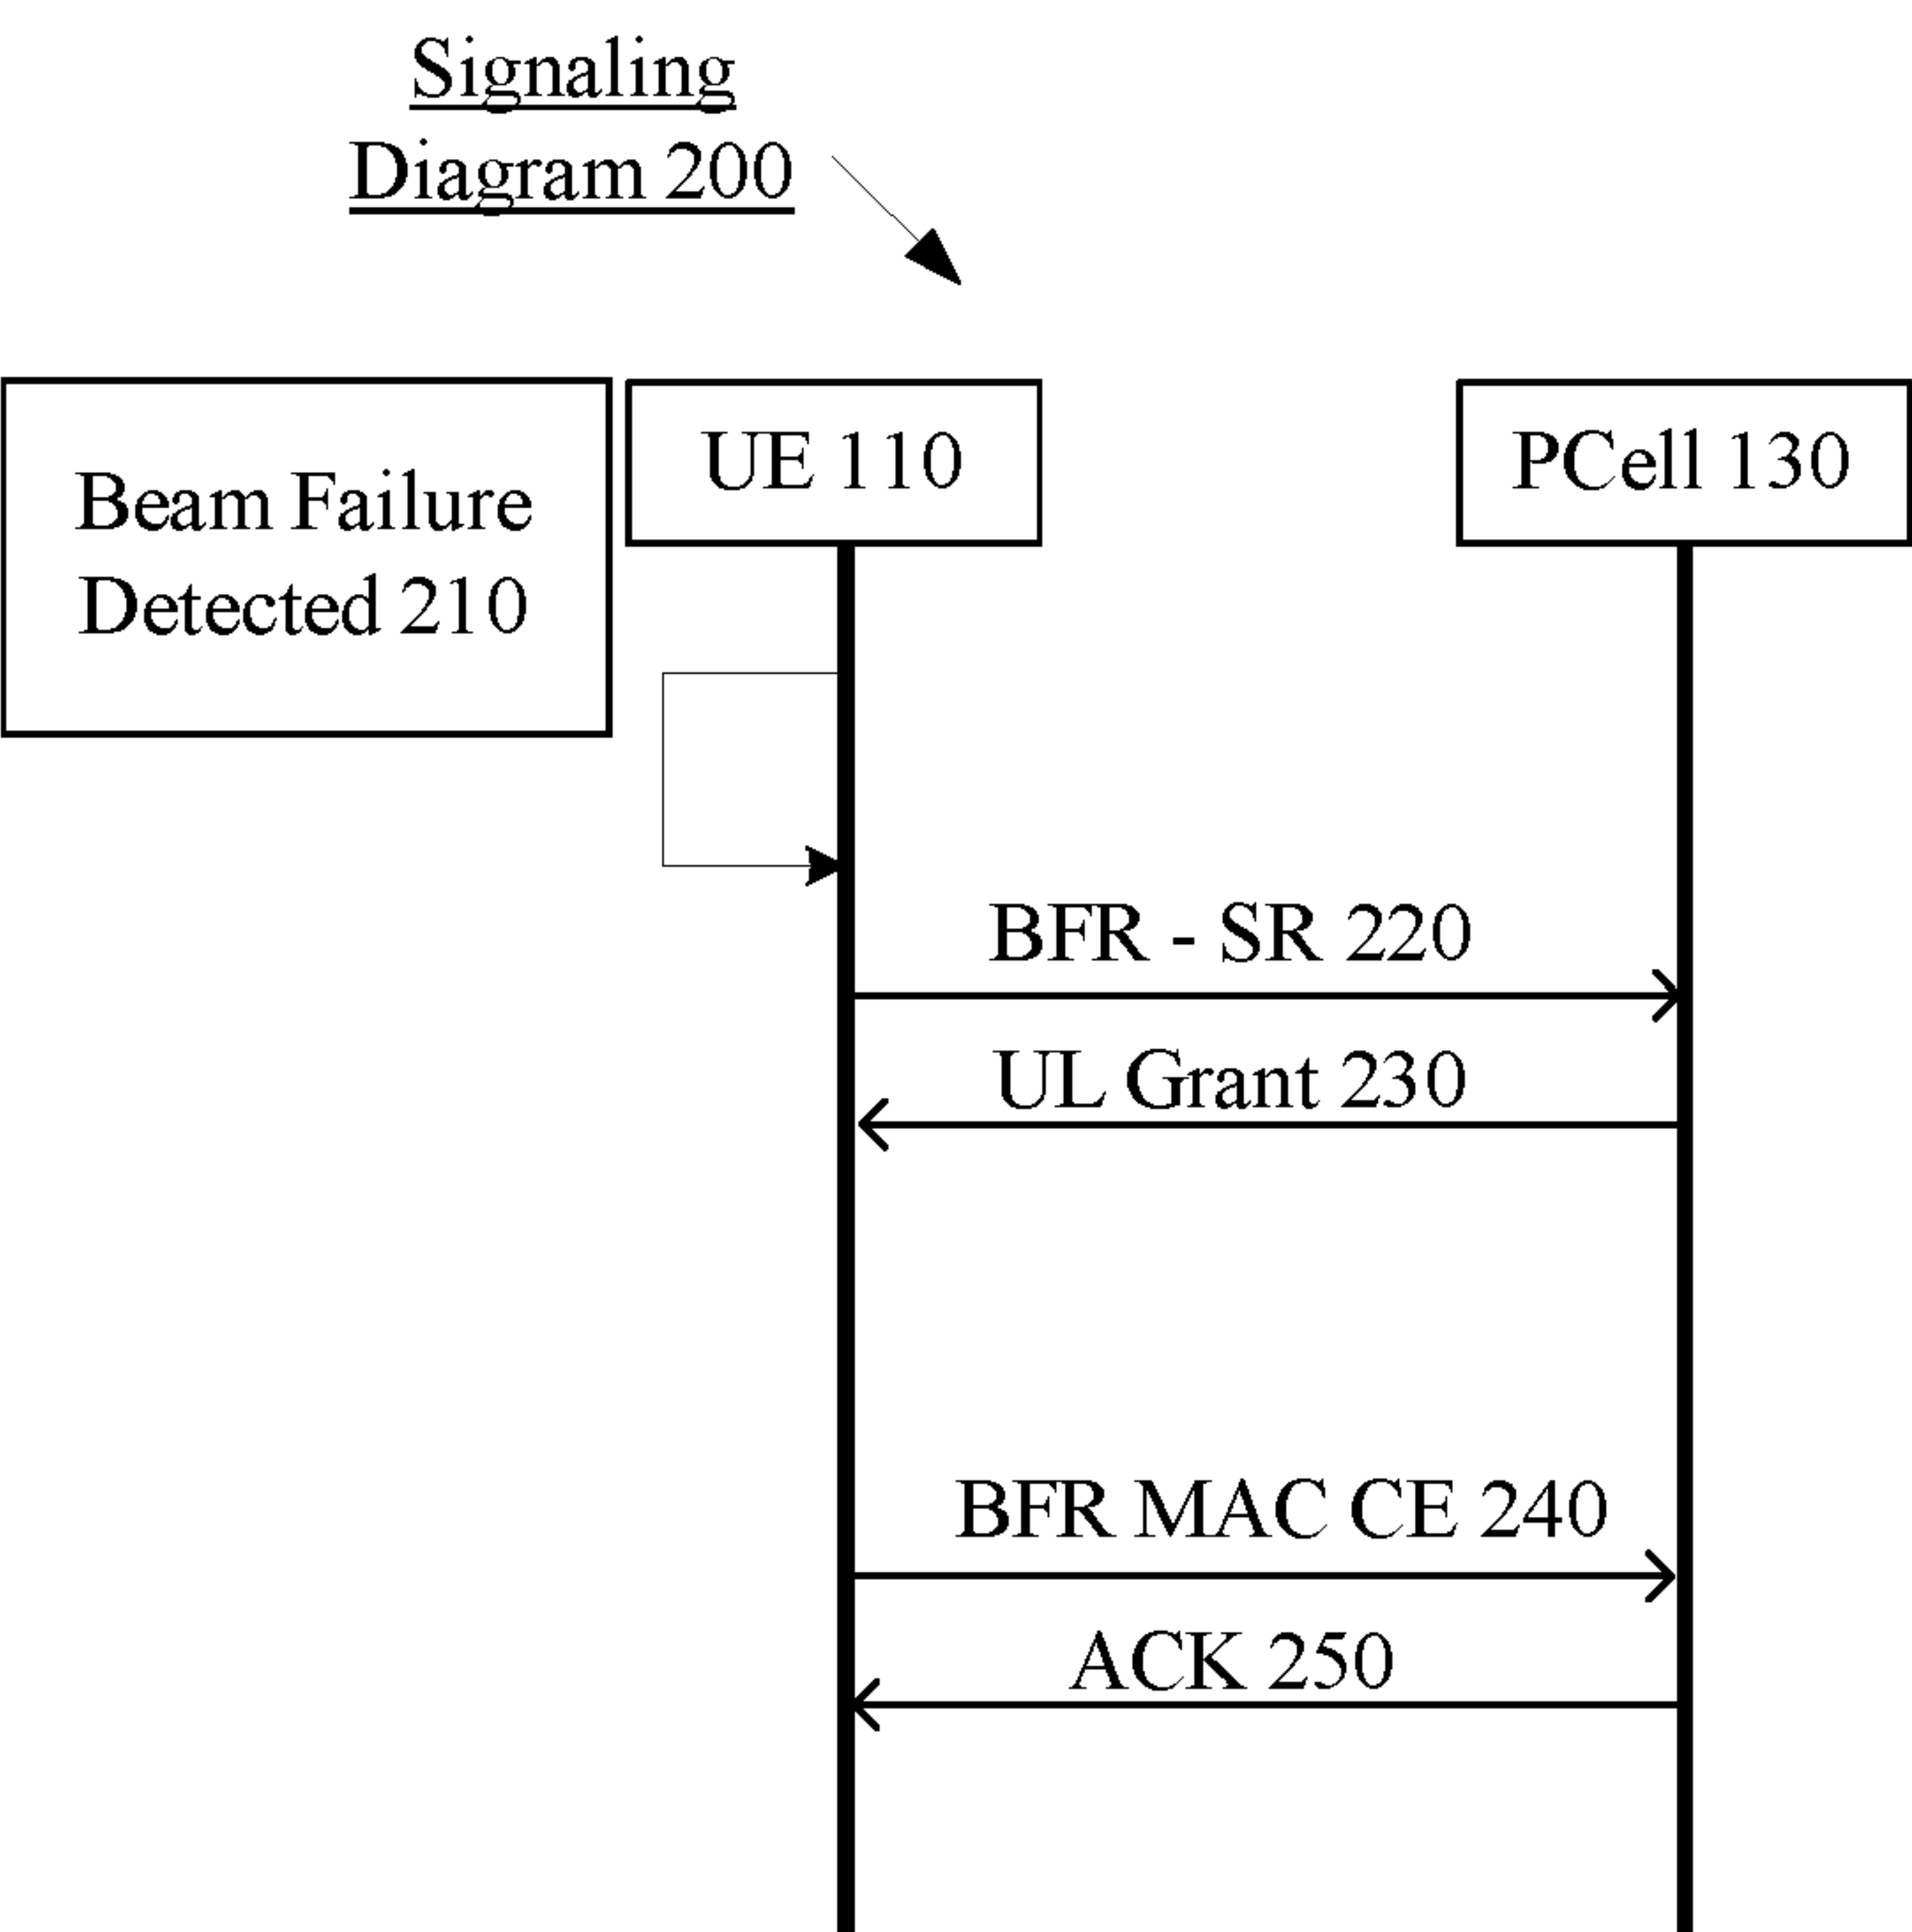 Signaling
Diagram 200
Beam Failure
Detected 210
UE 110
PCell 130
BFR - SR 220
UL Grant 230
BFR MAC CE 240
ACK 250